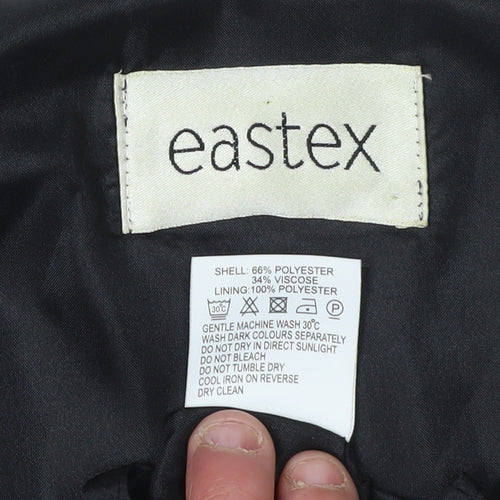 eastex
SHELL: 66% POLYESTER
34% VISCOSE
LINING:100% POLYESTER
30°C P
GENTLE MACHINE WASH 30°C
WASH DARK COLOURS SEPARATELY
DO NOT DRY IN DIRECT SUNLIGHT
DO NOT BLEACH
DO NOT TUMBLE DRY
COOL IRON ON REVERSE
DRY CLEAN